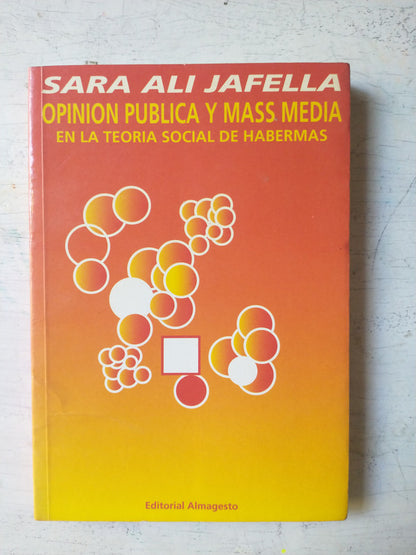 SARA ALI JAFELLA
OPINION PUBLICA Y MASS MEDIA
EN LA TEORIA SOCIAL DE HABERMAS
Editorial Almagesto